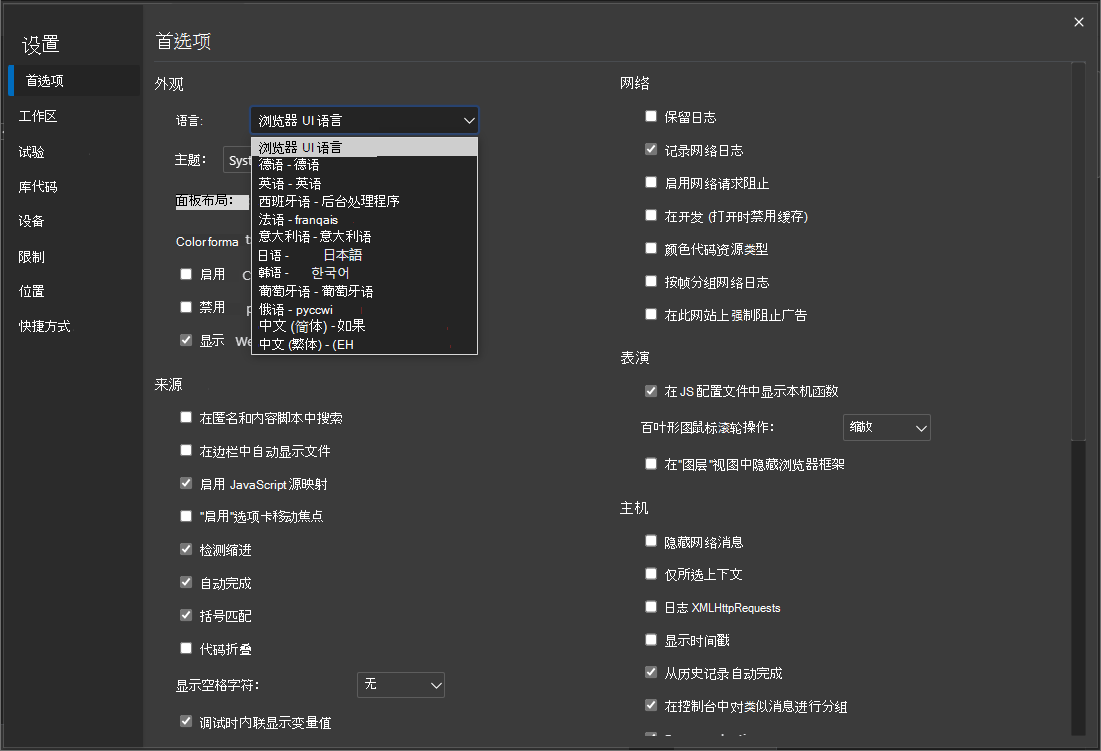 设置
首选项
工作区
试验
库代码
设备
限制
位置
快捷方式
首选项
外观
语言:
浏览器 UI 语言
浏览器 UI 语言
德语 - 德语
英语 - 英语
西班牙语 - 后台处理程序
法语 - franqais
意大利语 - 意大利语
日语 - 日本語
韩语 - 한국어
葡萄牙语 - 葡萄牙语
俄语 - pyccwi
中文 (简体) - 如果
中文 (繁体) - (EH
主题:
面板布局:
Colorforma
启用
禁用
显示
来源
在匿名和内容脚本中搜索
在边栏中自动显示文件
启用 JavaScript 源映射
"启用"选项卡移动焦点
检测缩进
自动完成
括号匹配
代码折叠
显示空格字符:
无
调试时内联显示变量值
网络
保留日志
记录网络日志
启用网络请求阻止
在开发 (打开时禁用缓存)
颜色代码资源类型
按帧分组网络日志
在此网站上强制阻止广告
表演
在 JS 配置文件中显示本机函数
百叶形图鼠标滚轮操作:
缩放
在"图层"视图中隐藏浏览器框架
主机
隐藏网络消息
仅所选上下文
日志 XMLHttpRequests
显示时间戳
从历史记录自动完成
在控制台中对类似消息进行分组